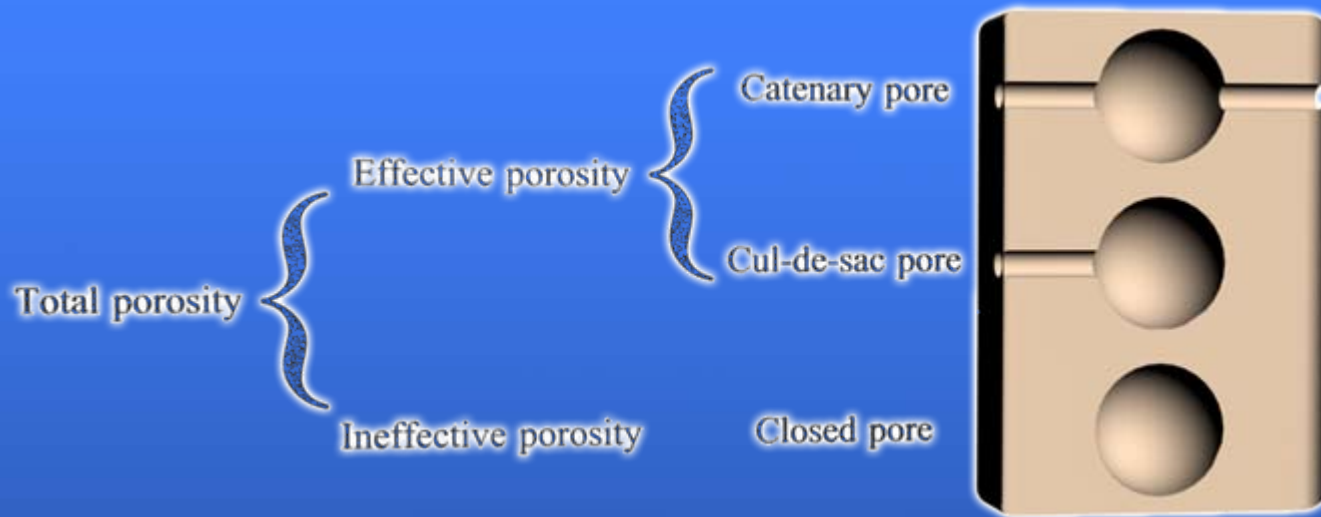 Catenary pore
Effective porosity
Cul-de-sac pore
Total porosity
Ineffective porosity
Closed pore